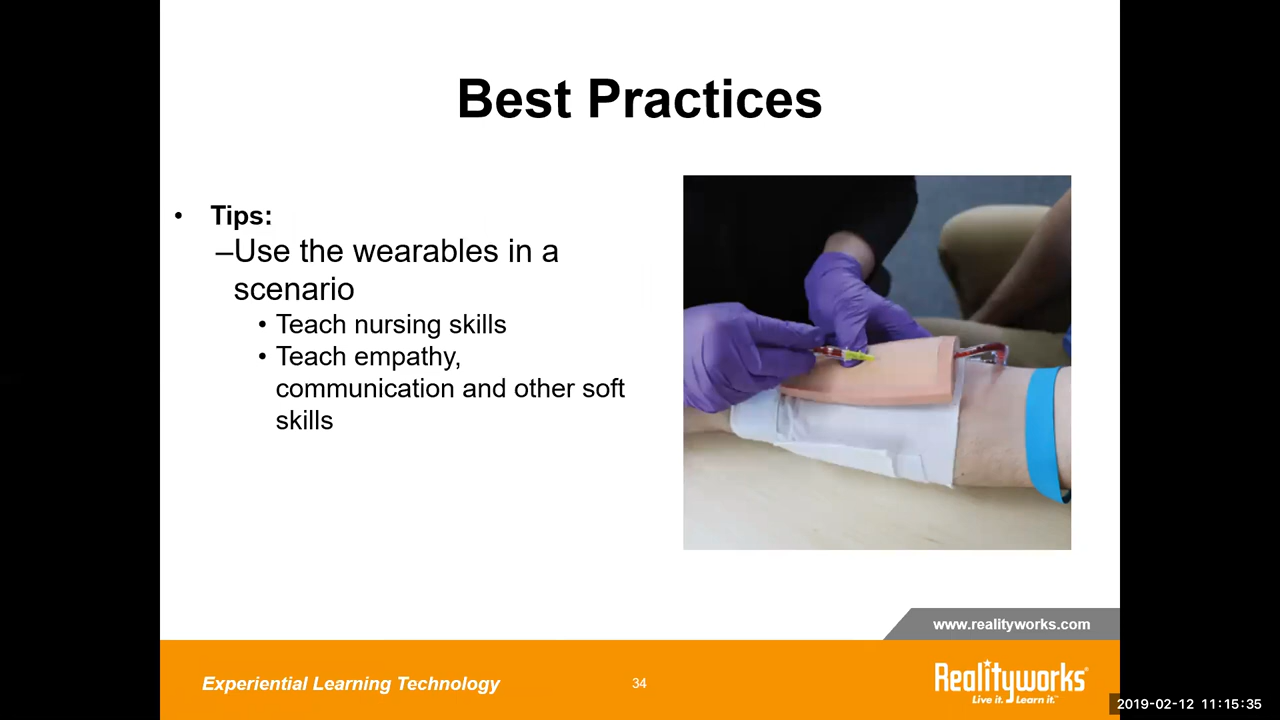 Best Practices
• Tips:
–Use the wearables in a
scenario
• Teach nursing skills
• Teach empathy,
communication and other soft
skills
www.realityworks.com
Experiential Learning Technology
34
Realityworks®
Live it. Learn it.™
2019-02-12 11:15:35